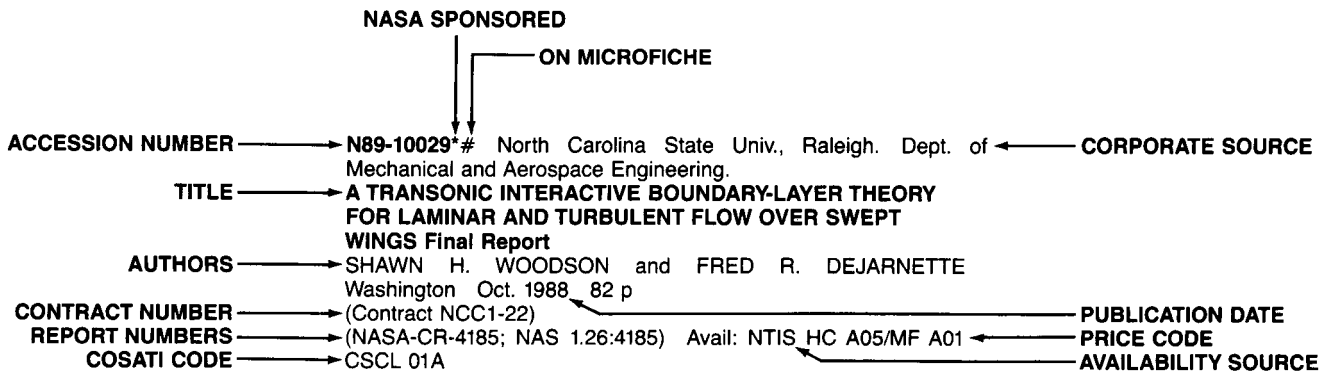 NASA SPONSORED
ON MICROFICHE
ACCESSION NUMBER N89-10029*# North Carolina State Univ., Raleigh. Dept. of CORPORATE SOURCE
Mechanical and Aerospace Engineering.
TITLE A TRANSONIC INTERACTIVE BOUNDARY-LAYER THEORY
FOR LAMINAR AND TURBULENT FLOW OVER SWEPT
WINGS Final Report
AUTHORS SHAWN H. WOODSON and FRED R. DEJARNETTE
Washington Oct. 1988 82 p
CONTRACT NUMBER (Contract NCC1-22) PUBLICATION DATE
REPORT NUMBERS (NASA-CR-4185; NAS 1.26:4185) Avail: NTIS HC A05/MF A01 PRICE CODE
COSATI CODE CSCL 01A AVAILABILITY SOURCE